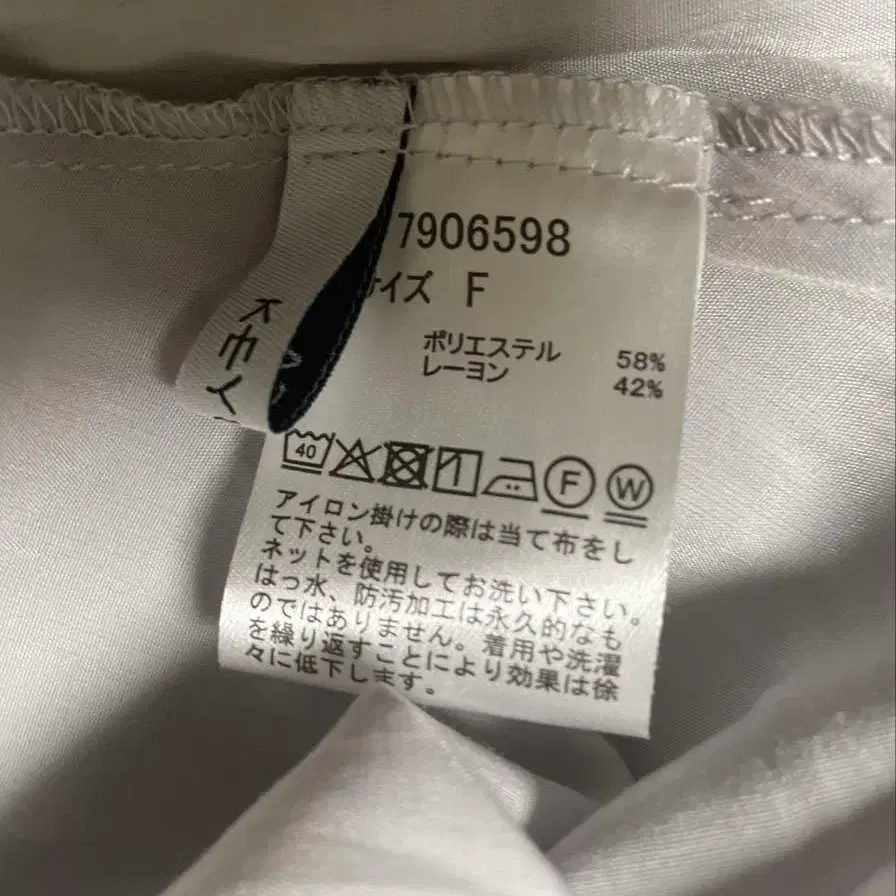 7906598
サイズ F
ポリエステル 58%
レーヨン 42%
40 F W
アイロン掛けの際は当て布をし
て下さい。
ネットを使用してお洗い下さい。
はっ水、防汚加工は永久的なも
のではありません。着用や洗濯
を繰り返すことにより効果は徐
々に低下します。